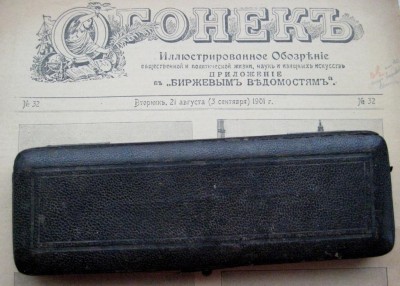 ОГОНЕКЪ
Иллюстрированное Обозрѣніе
общественной и политической жизни, наукъ и изящныхъ искусствъ
ПРИЛОЖЕНІЕ
къ „БИРЖЕВЫМЪ ВѢДОМОСТЯМЪ“.
№ 32 Вторникъ, 21 августа (3 сентября) 1901 г. № 32